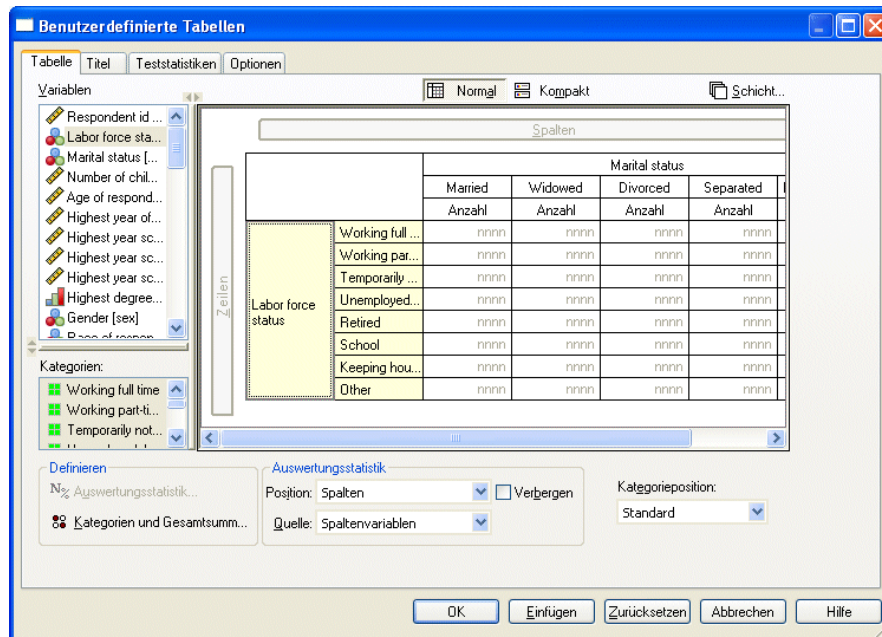 Benutzerdefinierte Tabellen
Tabelle Titel Teststatistiken Optionen
Variablen
Normal Kompakt Schicht...
Respondent id ...
Labor force sta...
Marital status [...
Number of chil...
Age of respond...
Highest year of...
Highest year sc...
Highest year sc...
Highest year sc...
Highest degree...
Gender [sex]
Race of respon
Spalten
Zeilen
Marital status
Married Widowed Divorced Separated
Anzahl Anzahl Anzahl Anzahl
Labor force status
Working full ... nnnn nnnn nnnn nnnn
Working par... nnnn nnnn nnnn nnnn
Temporarily ... nnnn nnnn nnnn nnnn
Unemployed... nnnn nnnn nnnn nnnn
Retired nnnn nnnn nnnn nnnn
School nnnn nnnn nnnn nnnn
Keeping hou... nnnn nnnn nnnn nnnn
Other nnnn nnnn nnnn nnnn
Kategorien:
Working full time
Working part-ti...
Temporarily not...
Definieren
N% Auswertungsstatistik...
Kategorien und Gesamtsumm...
Auswertungsstatistik
Position: Spalten Verbergen
Quelle: Spaltenvariablen
Kategorieposition:
Standard
OK Einfügen Zurücksetzen Abbrechen Hilfe